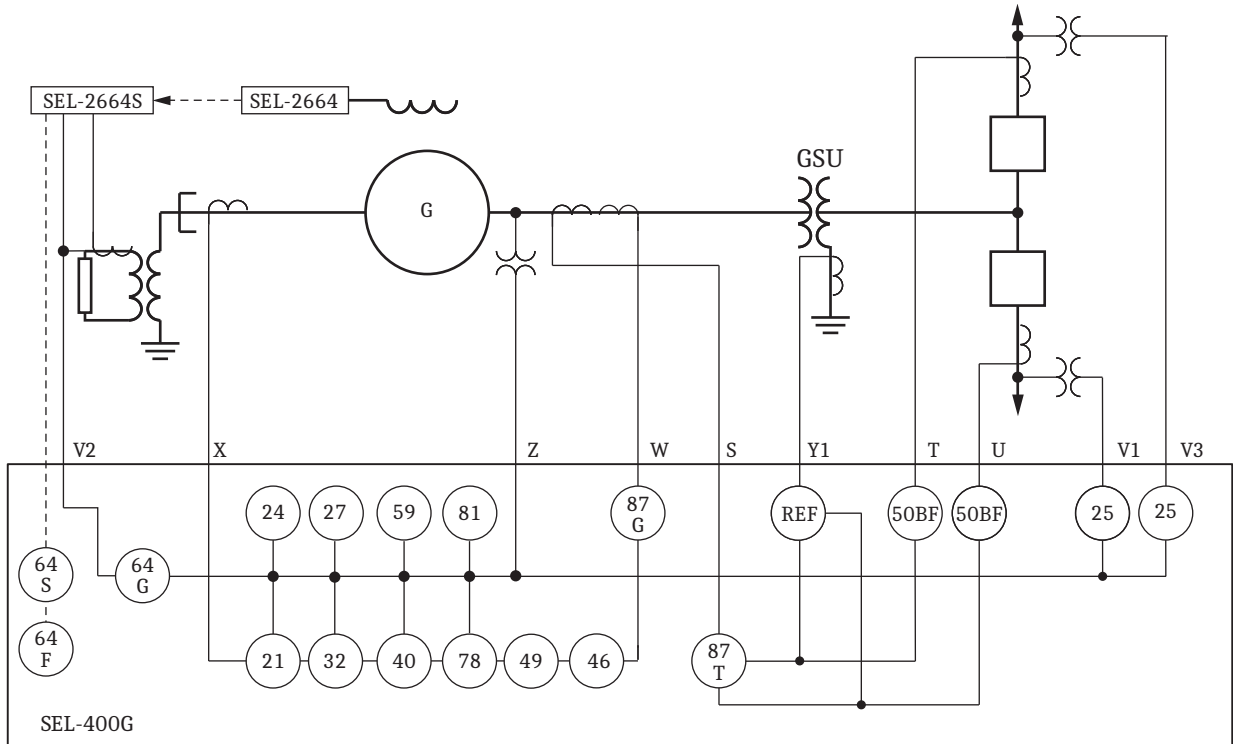 SEL-2664S
SEL-2664
GSU
G
V2
X
Z
W
S
Y1
T
U
V1
V3
24
27
59
81
87
G
REF
50BF
50BF
25
25
64
S
64
G
64
F
21
32
40
78
49
46
87
T
SEL-400G